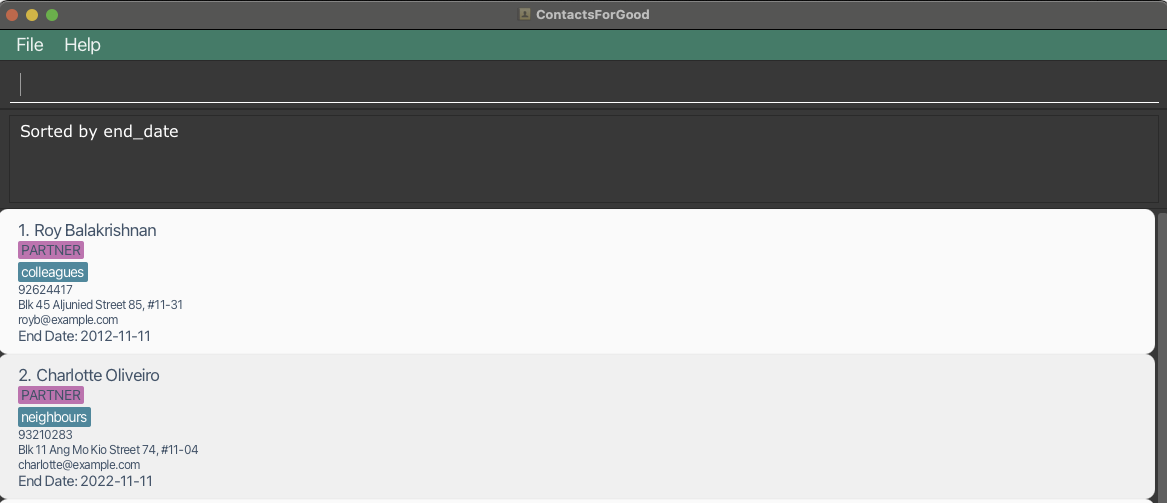 ContactsForGood
File Help
Sorted by end_date
1. Roy Balakrishnan
PARTNER
colleagues
92624417
Blk 45 Aljunied Street 85, #11-31
royb@example.com
End Date: 2012-11-11
2. Charlotte Oliveiro
PARTNER
neighbours
93210283
Blk 11 Ang Mo Kio Street 74, #11-04
charlotte@example.com
End Date: 2022-11-11